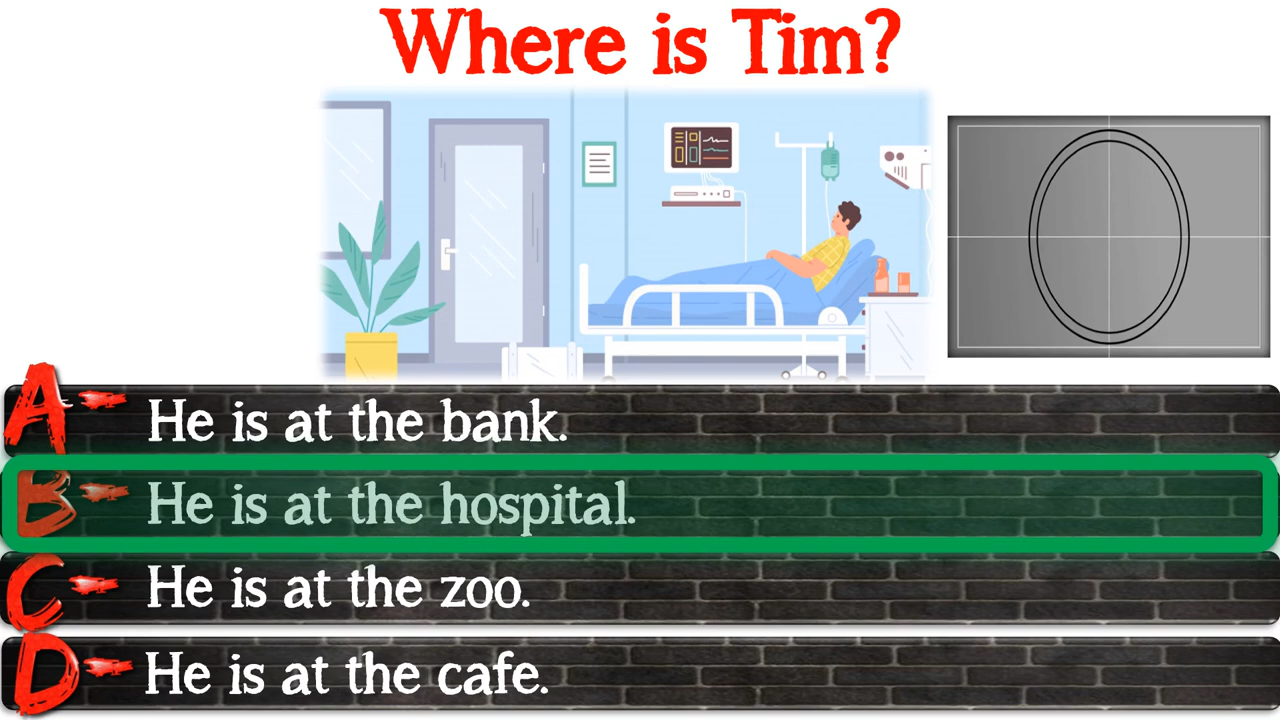 Where is Tim?
A- He is at the bank.
B- He is at the hospital.
C- He is at the zoo.
D- He is at the cafe.